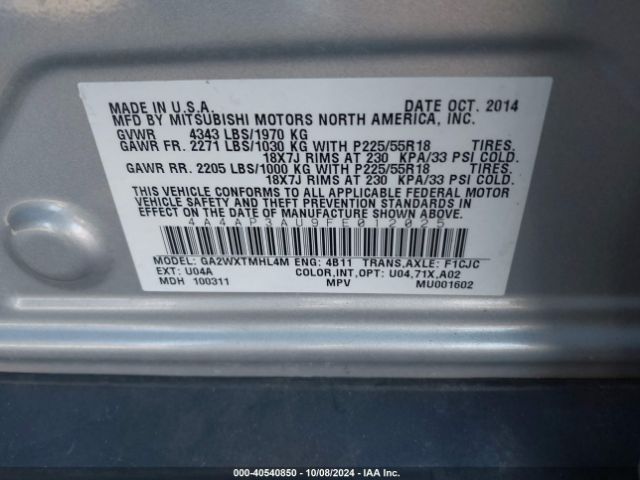 MADE IN U.S.A. DATE OCT. 2014
MFD BY MITSUBISHI MOTORS NORTH AMERICA, INC.
GVWR 4343 LBS/1970 KG
GAWR FR. 2271 LBS/1030 KG WITH P225/55R18 TIRES.
18X7J RIMS AT 230 KPA/33 PSI COLD.
GAWR RR. 2205 LBS/1000 KG WITH P225/55R18 TIRES.
18X7J RIMS AT 230 KPA/33 PSI COLD.
THIS VEHICLE CONFORMS TO ALL APPLICABLE FEDERAL MOTOR
VEHICLE SAFETY AND THEFT PREVENTION STANDARDS IN
EFFECT ON THE DATE OF MANUFACTURE SHOWN ABOVE.
4A4AP3AU9FE012025
MODEL: GA2WXTMHL4M ENG: 4B11 TRANS,AXLE: F1CJC
EXT: U04A COLOR,INT,OPT: U04,71X,A02
MDH 100311 MPV MU001602
000-40540850 - 10/08/2024 - IAA Inc.